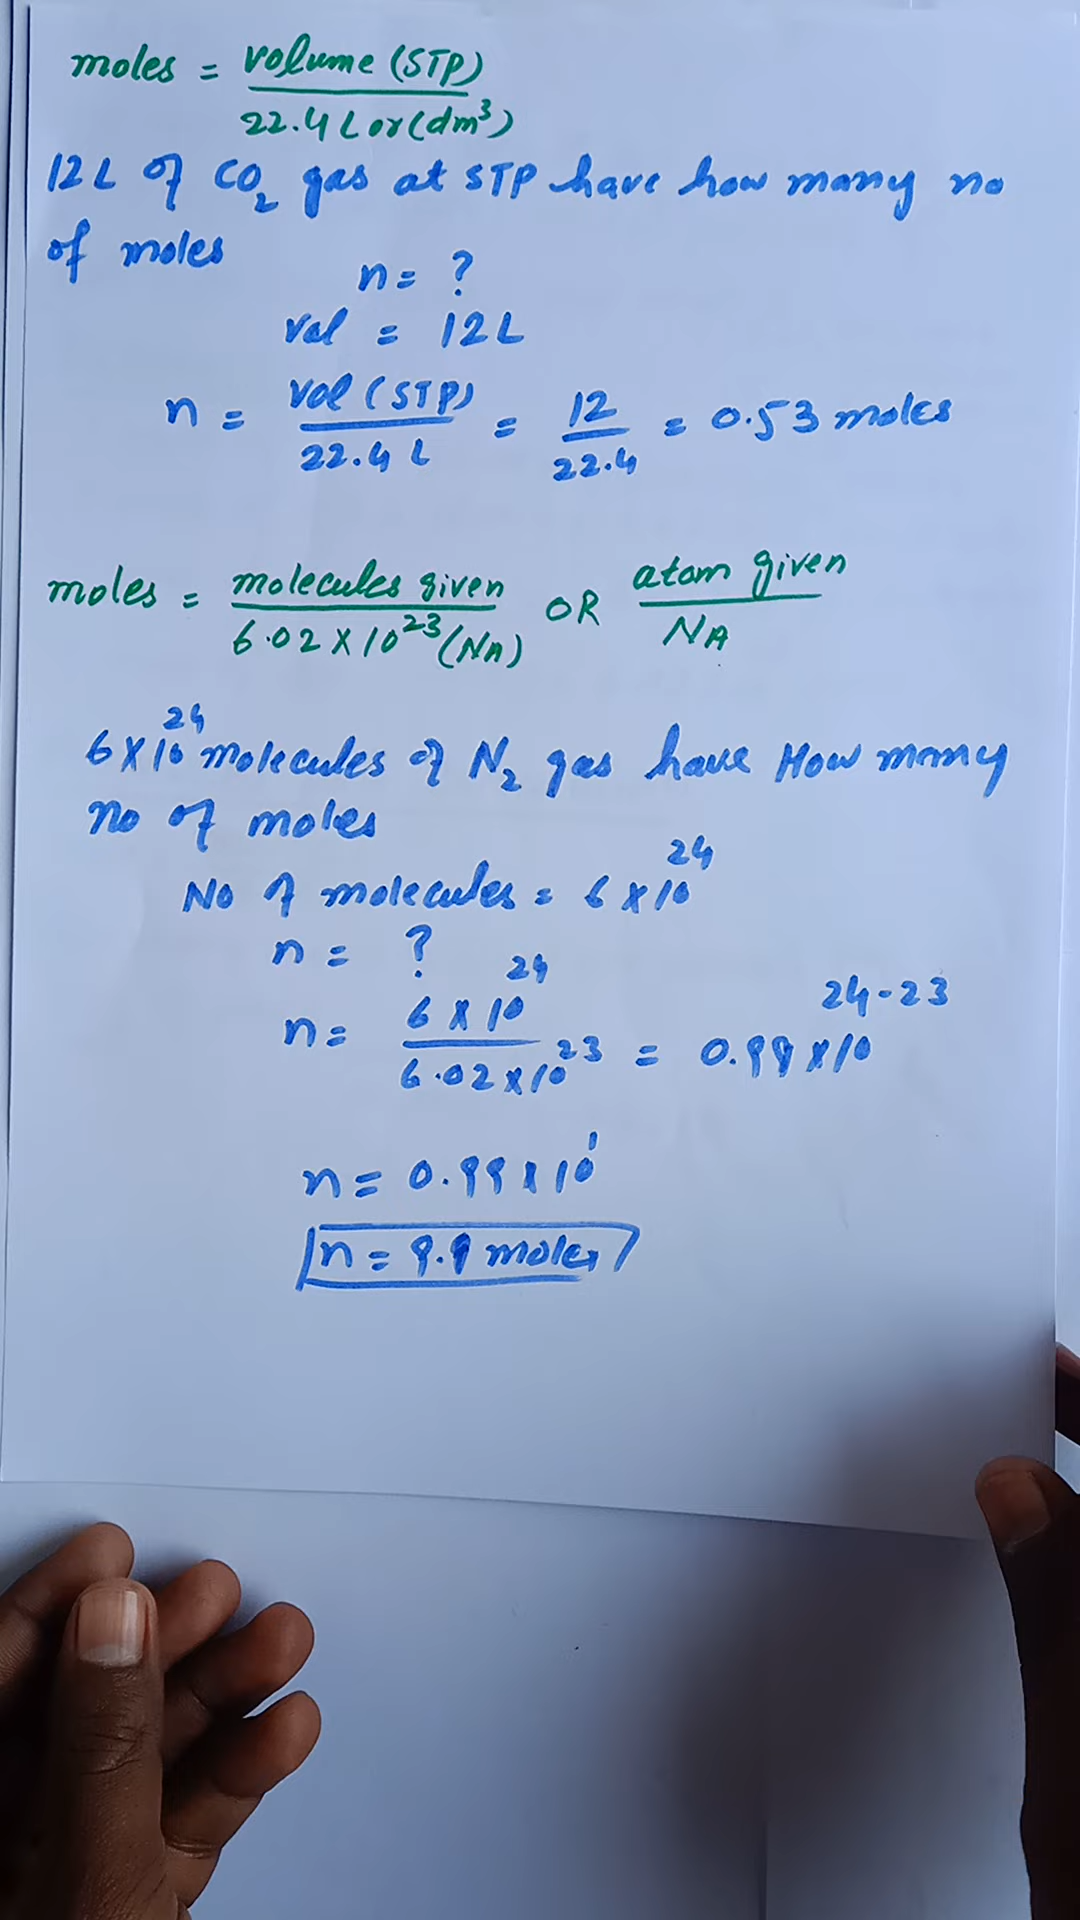 moles = volume (STP) / 22.4 L or (dm³)
12L of CO₂ gas at STP have how many no
of moles
n = ?
Vol = 12L
n = Vol (STP) / 22.4 L = 12 / 22.4 = 0.53 moles
moles = molecules given / 6.02 X 10²³ (NA) OR atom given / NA
6 X 10²⁴ molecules of N₂ gas have How many
no of moles
No of molecules = 6 x 10²⁴
n = ?
n = 6 x 10²⁴ / 6.02 x 10²³ = 0.99 x 10²⁴⁻²³
n = 0.99 x 10¹
n = 9.9 moles